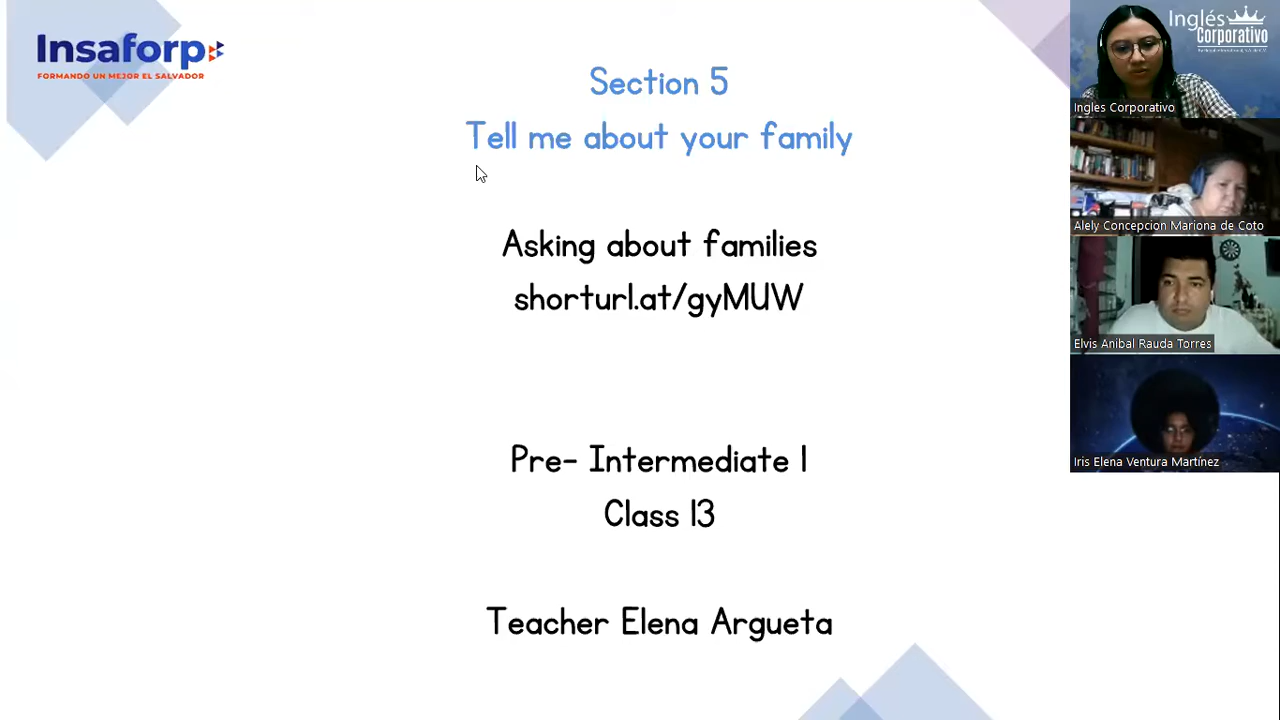 Insaforp
FORMANDO UN MEJOR EL SALVADOR
Section 5
Tell me about your family
Asking about families
shorturl.at/gyMUW
Pre- Intermediate 1
Class 13
Teacher Elena Argueta
Inglés
Corporativo
Ingles Corporativo
Alely Concepcion Mariona de Coto
Elvis Anibal Rauda Torres
Iris Elena Ventura Martínez